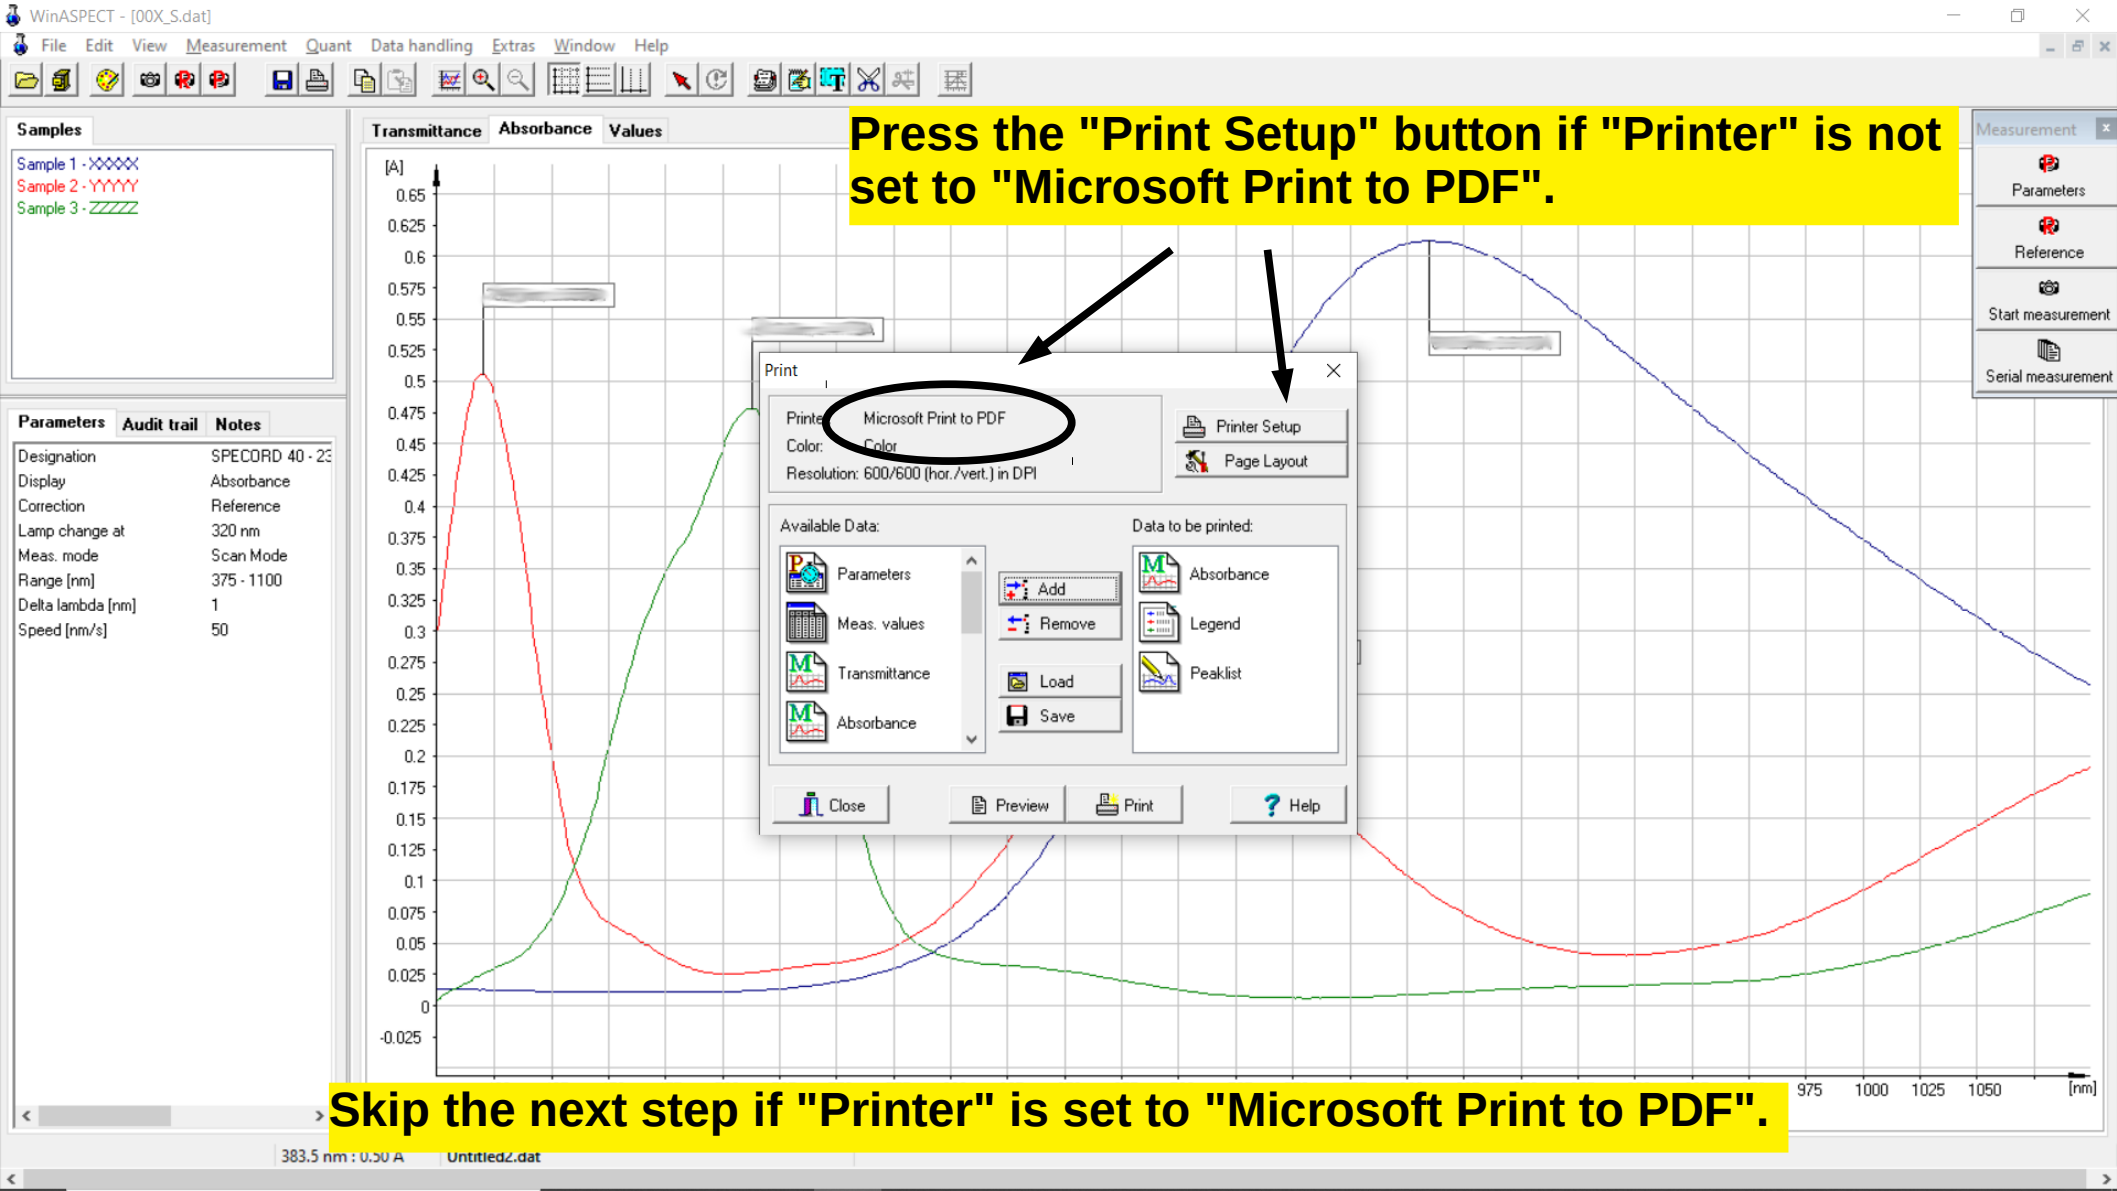 WinASPECT - [00X_S.dat]
File Edit View Measurement Quant Data handling Extras Window Help
Samples
Sample 1 - XXXXX
Sample 2 - YYYYY
Sample 3 - ZZZZZ
Parameters Audit trail Notes
Designation SPECORD 40 - 23
Display Absorbance
Correction Reference
Lamp change at 320 nm
Meas. mode Scan Mode
Range [nm] 375 - 1100
Delta lambda [nm] 1
Speed [nm/s] 50
Transmittance Absorbance Values
Press the "Print Setup" button if "Printer" is not
set to "Microsoft Print to PDF".
[A]
0.65
0.625
0.6
0.575
0.55
0.525
0.5
0.475
0.45
0.425
0.4
0.375
0.35
0.325
0.3
0.275
0.25
0.225
0.2
0.175
0.15
0.125
0.1
0.075
0.05
0.025
0
-0.025
975 1000 1025 1050 [nm]
Print
Printe Microsoft Print to PDF
Color: Color
Resolution: 600/600 (hor./vert.) in DPI
Printer Setup
Page Layout
Available Data:
Parameters
Meas. values
Transmittance
Absorbance
Add
Remove
Load
Save
Data to be printed:
Absorbance
Legend
Peaklist
Close Preview Print Help
Measurement
Parameters
Reference
Start measurement
Serial measurement
Skip the next step if "Printer" is set to "Microsoft Print to PDF".
383.5 nm : 0.50 A Untitled2.dat